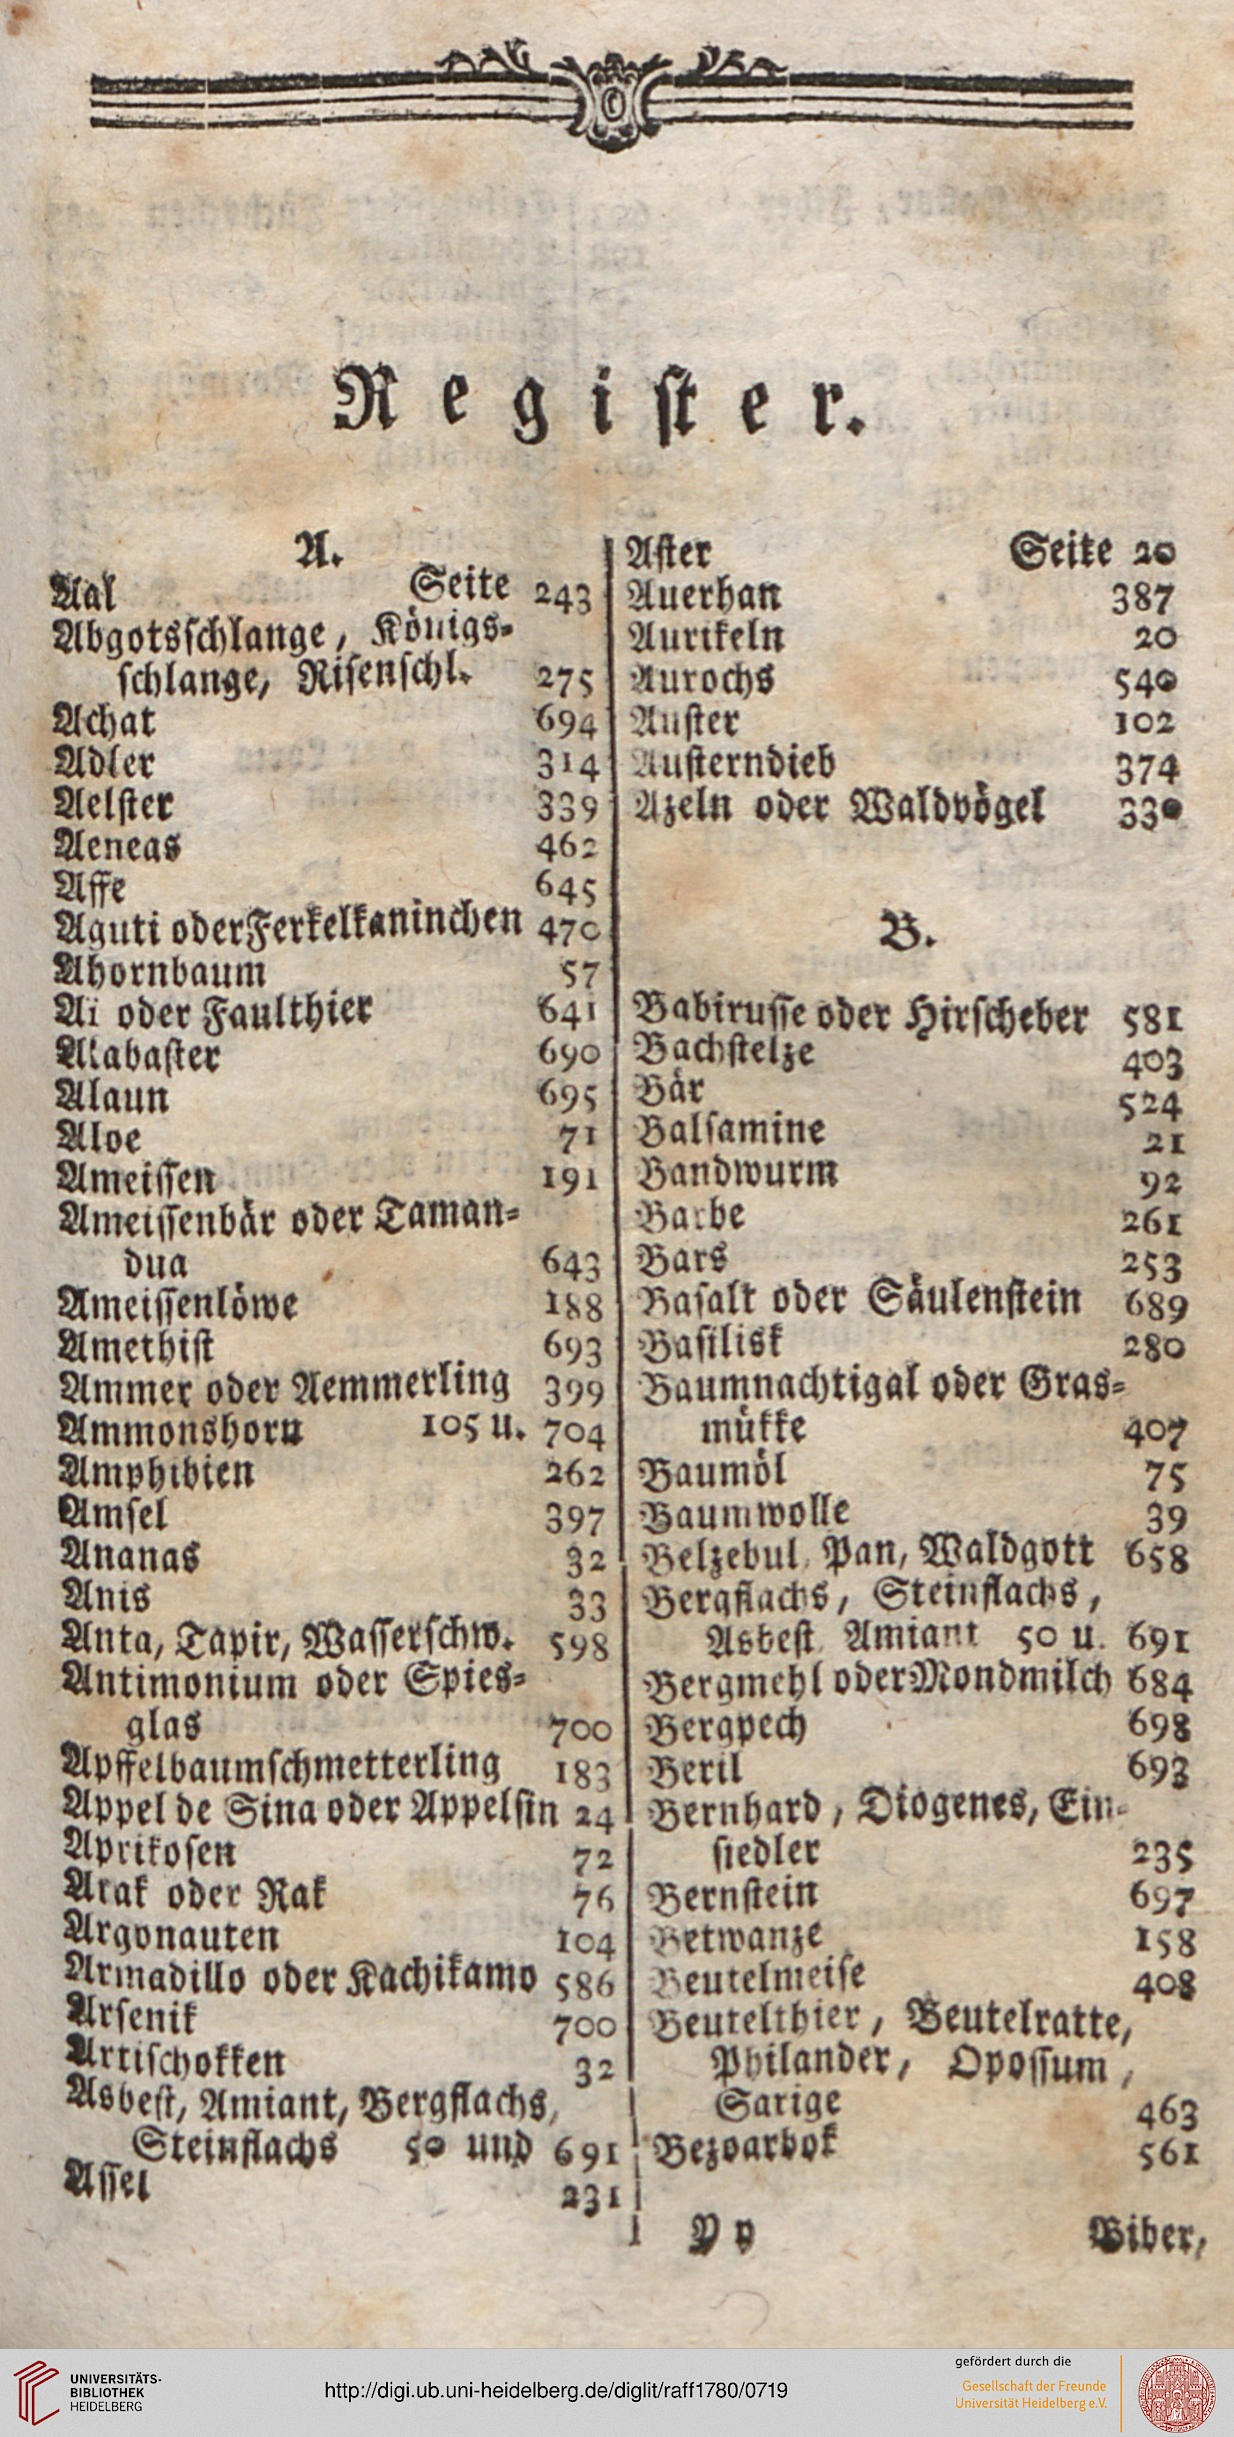 Register.
A.
Aal Seite 243
Abgotsschlange, Königs-
schlange, Risenschl. 275
Achat 694
Adler 314
Aelster 339
Aeneas 462
Affe 645
Aguti oder Ferkelkaninchen 470
Ahornbaum 57
Ai oder Faulthier 641
Alabaster 690
Alaun 695
Aloe 71
Ameissen 191
Ameissenbär oder Taman-
dua 643
Ameissenlöwe 188
Amethist 693
Ammer oder Aemmerling 399
Ammonshorn 105 u. 704
Amphibien 262
Amsel 397
Ananas 32
Anis 33
Anta, Tapir, Wasserschw. 598
Antimonium oder Spies-
glas 700
Apffelbaumschmetterling 183
Appel de Sina oder Appelsin 24
Aprikosen 72
Arak oder Rak 76
Argonauten 104
Armadillo oder Kachikamo 586
Arsenik 700
Artischokken 32
Asbest, Amiant, Bergflachs,
Steinflachs 50 und 691
Assel 231
Aster Seite 20
Auerhan 387
Aurikeln 20
Aurochs 540
Auster 102
Austerndieb 374
Azeln oder Waldvögel 330
B.
Babirusse oder Hirscheber 581
Bachstelze 403
Bär 524
Balsamine 21
Bandwurm 92
Barbe 261
Bars 253
Basalt oder Säulenstein 689
Basilisk 280
Baumnachtigal oder Gras-
mükke 407
Baumöl 75
Baumwolle 39
Belzebul, Pan, Waldgott 658
Bergflachs, Steinflachs,
Asbest, Amiant 50 u. 691
Bergmehl oder Mondmilch 684
Bergpech 698
Beril 693
Bernhard, Diogenes, Ein-
siedler 235
Bernstein 697
Betwanze 158
Beutelmeise 408
Beutelthier, Beutelratte,
Philander, Opossum,
Sarige 463
Bezoarbok 561
Yy Biber,
UNIVERSITÄTS-
BIBLIOTHEK
HEIDELBERG
http://digi.ub.uni-heidelberg.de/diglit/raff1780/0719
gefördert durch die
Gesellschaft der Freunde
Universität Heidelberg e.V.